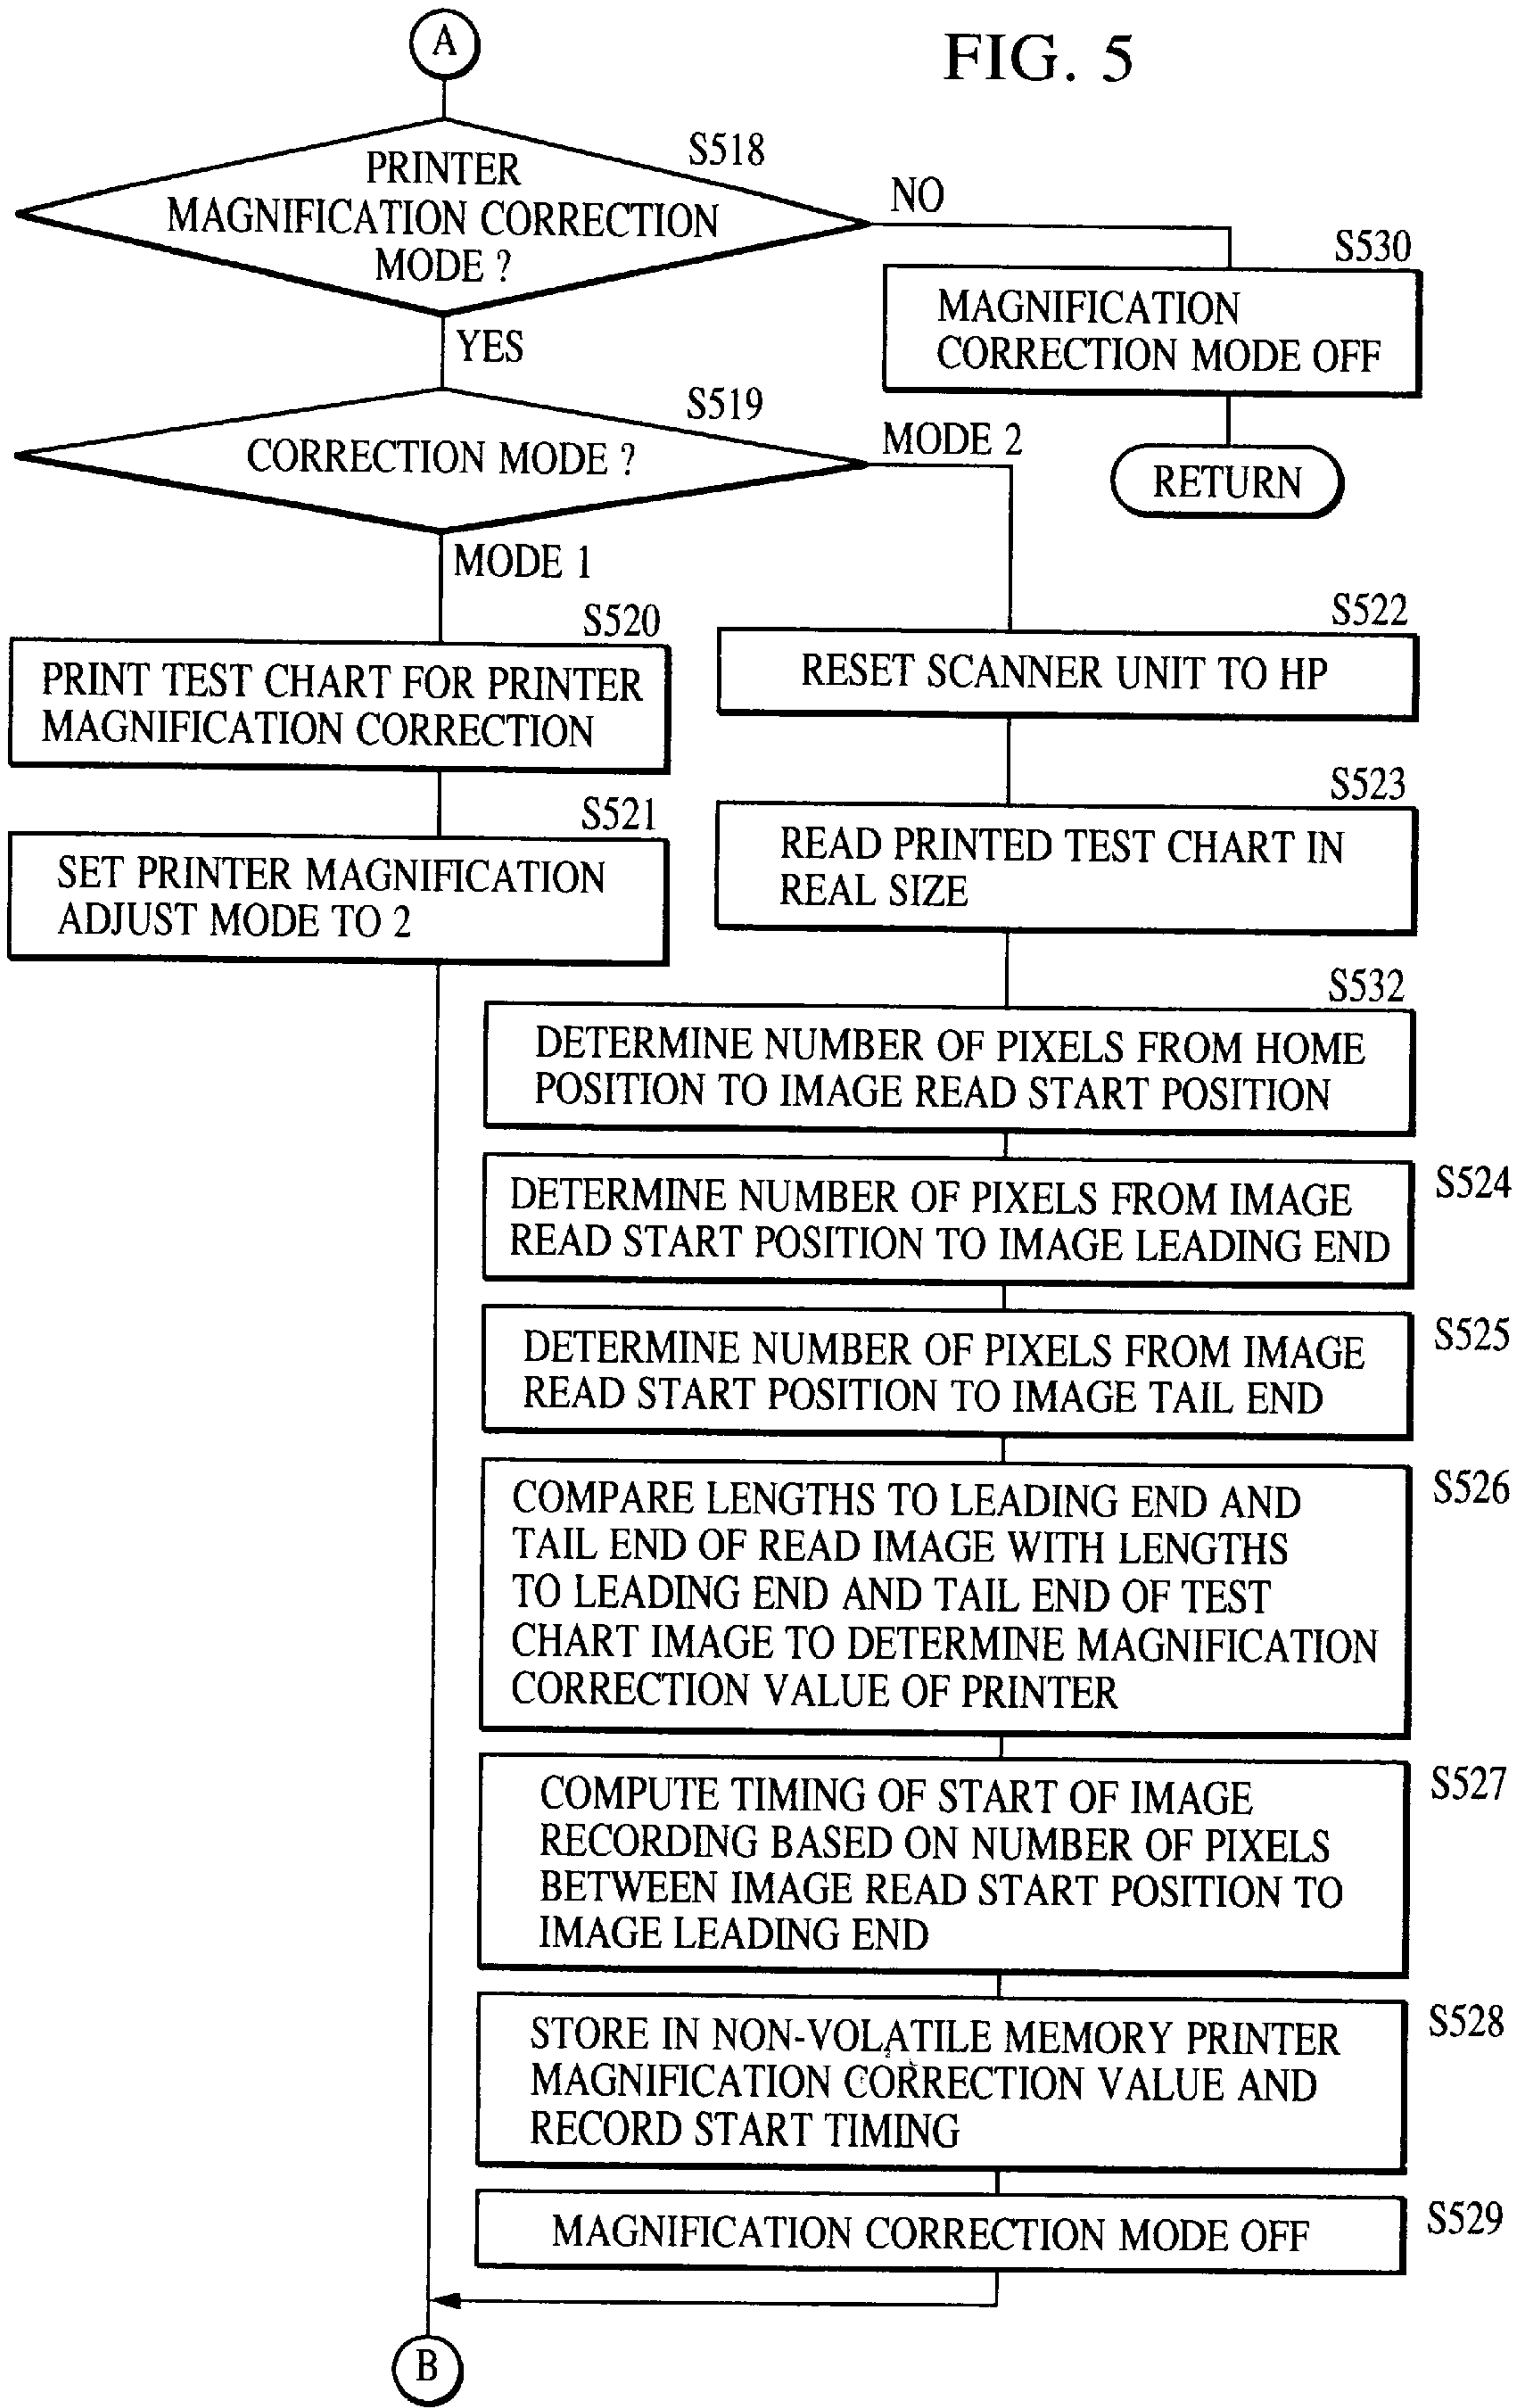 A
FIG. 5
S518
PRINTER
MAGNIFICATION CORRECTION
MODE ?
NO
S530
MAGNIFICATION
CORRECTION MODE OFF
RETURN
YES
S519
CORRECTION MODE ?
MODE 2
MODE 1
S520
PRINT TEST CHART FOR PRINTER
MAGNIFICATION CORRECTION
S521
SET PRINTER MAGNIFICATION
ADJUST MODE TO 2
S522
RESET SCANNER UNIT TO HP
S523
READ PRINTED TEST CHART IN
REAL SIZE
S532
DETERMINE NUMBER OF PIXELS FROM HOME
POSITION TO IMAGE READ START POSITION
S524
DETERMINE NUMBER OF PIXELS FROM IMAGE
READ START POSITION TO IMAGE LEADING END
S525
DETERMINE NUMBER OF PIXELS FROM IMAGE
READ START POSITION TO IMAGE TAIL END
S526
COMPARE LENGTHS TO LEADING END AND
TAIL END OF READ IMAGE WITH LENGTHS
TO LEADING END AND TAIL END OF TEST
CHART IMAGE TO DETERMINE MAGNIFICATION
CORRECTION VALUE OF PRINTER
S527
COMPUTE TIMING OF START OF IMAGE
RECORDING BASED ON NUMBER OF PIXELS
BETWEEN IMAGE READ START POSITION TO
IMAGE LEADING END
S528
STORE IN NON-VOLATILE MEMORY PRINTER
MAGNIFICATION CORRECTION VALUE AND
RECORD START TIMING
S529
MAGNIFICATION CORRECTION MODE OFF
B